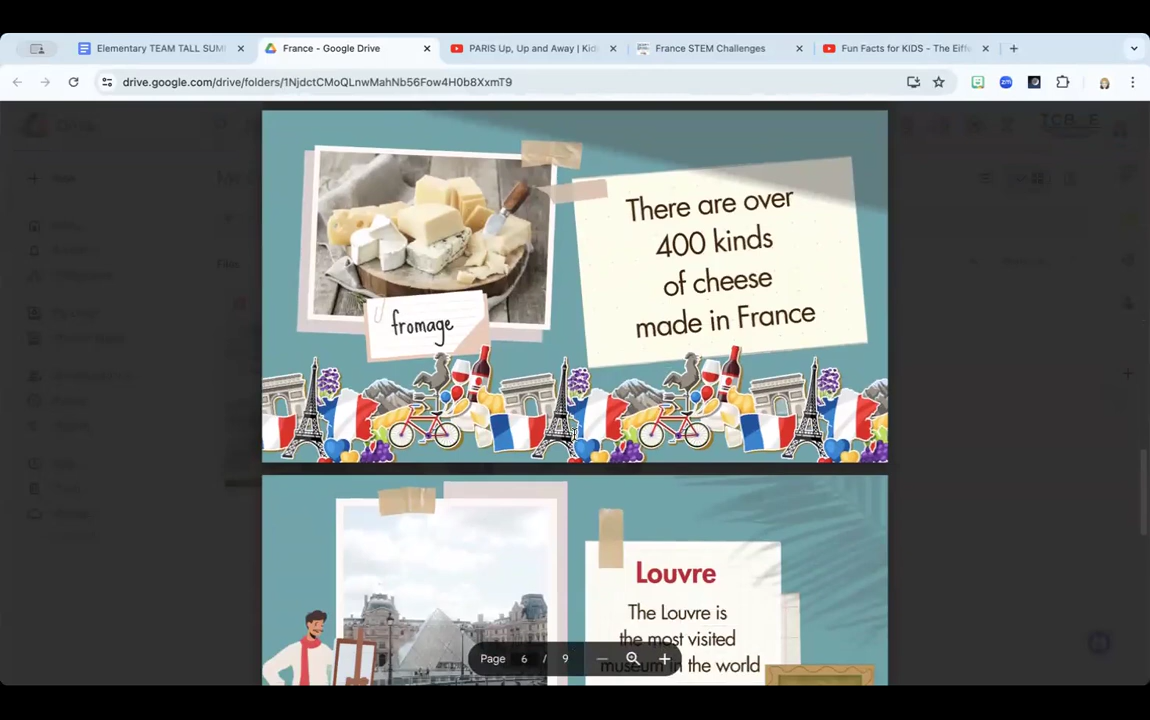 Elementary TEAM TALL SUM
France - Google Drive
PARIS Up, Up and Away | Kid
France STEM Challenges
Fun Facts for KIDS - The Eiffe
drive.google.com/drive/folders/1NjdctCMoQLnwMahNb56Fow4H0b8XxmT9
There are over
400 kinds
of cheese
made in France
fromage
Louvre
The Louvre is
the most visited
museum in the world
Page 6 / 9